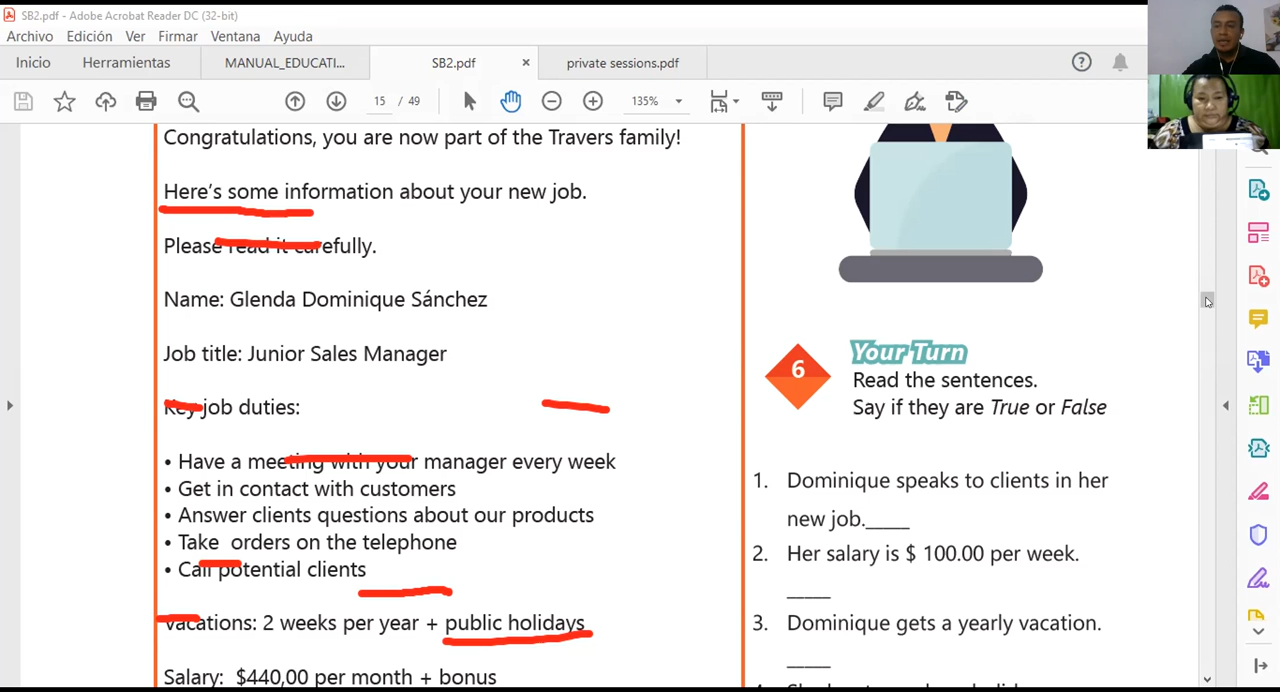 SB2.pdf - Adobe Acrobat Reader DC (32-bit)
Archivo Edición Ver Firmar Ventana Ayuda
Inicio Herramientas MANUAL_EDUCATI... SB2.pdf × private sessions.pdf
15 / 49 135%
Congratulations, you are now part of the Travers family!
Here's some information about your new job.
Please read it carefully.
Name: Glenda Dominique Sánchez
Job title: Junior Sales Manager
Key job duties:
• Have a meeting with your manager every week
• Get in contact with customers
• Answer clients questions about our products
• Take orders on the telephone
• Call potential clients
Vacations: 2 weeks per year + public holidays
Salary: $440,00 per month + bonus
6 Your Turn
Read the sentences.
Say if they are True or False
1. Dominique speaks to clients in her
new job._____
2. Her salary is $ 100.00 per week.
_____
3. Dominique gets a yearly vacation.
_____